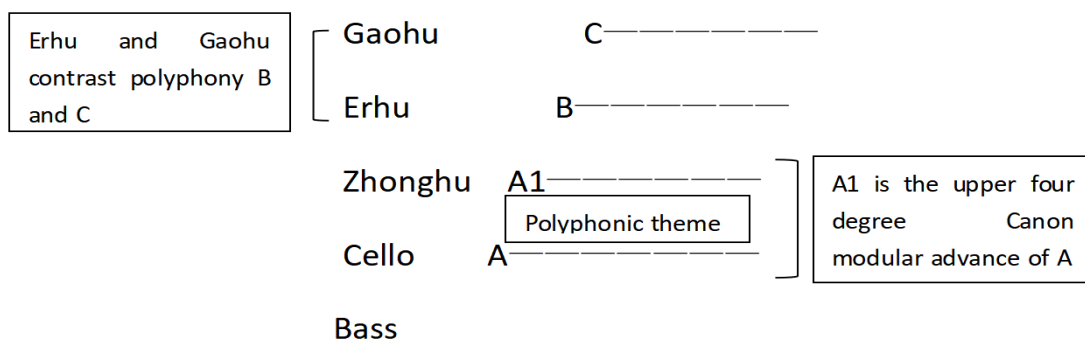 Erhu and Gaohu
contrast polyphony B
and C
Gaohu C
Erhu B
Zhonghu A1
Polyphonic theme
Cello A
Bass
A1 is the upper four
degree Canon
modular advance of A